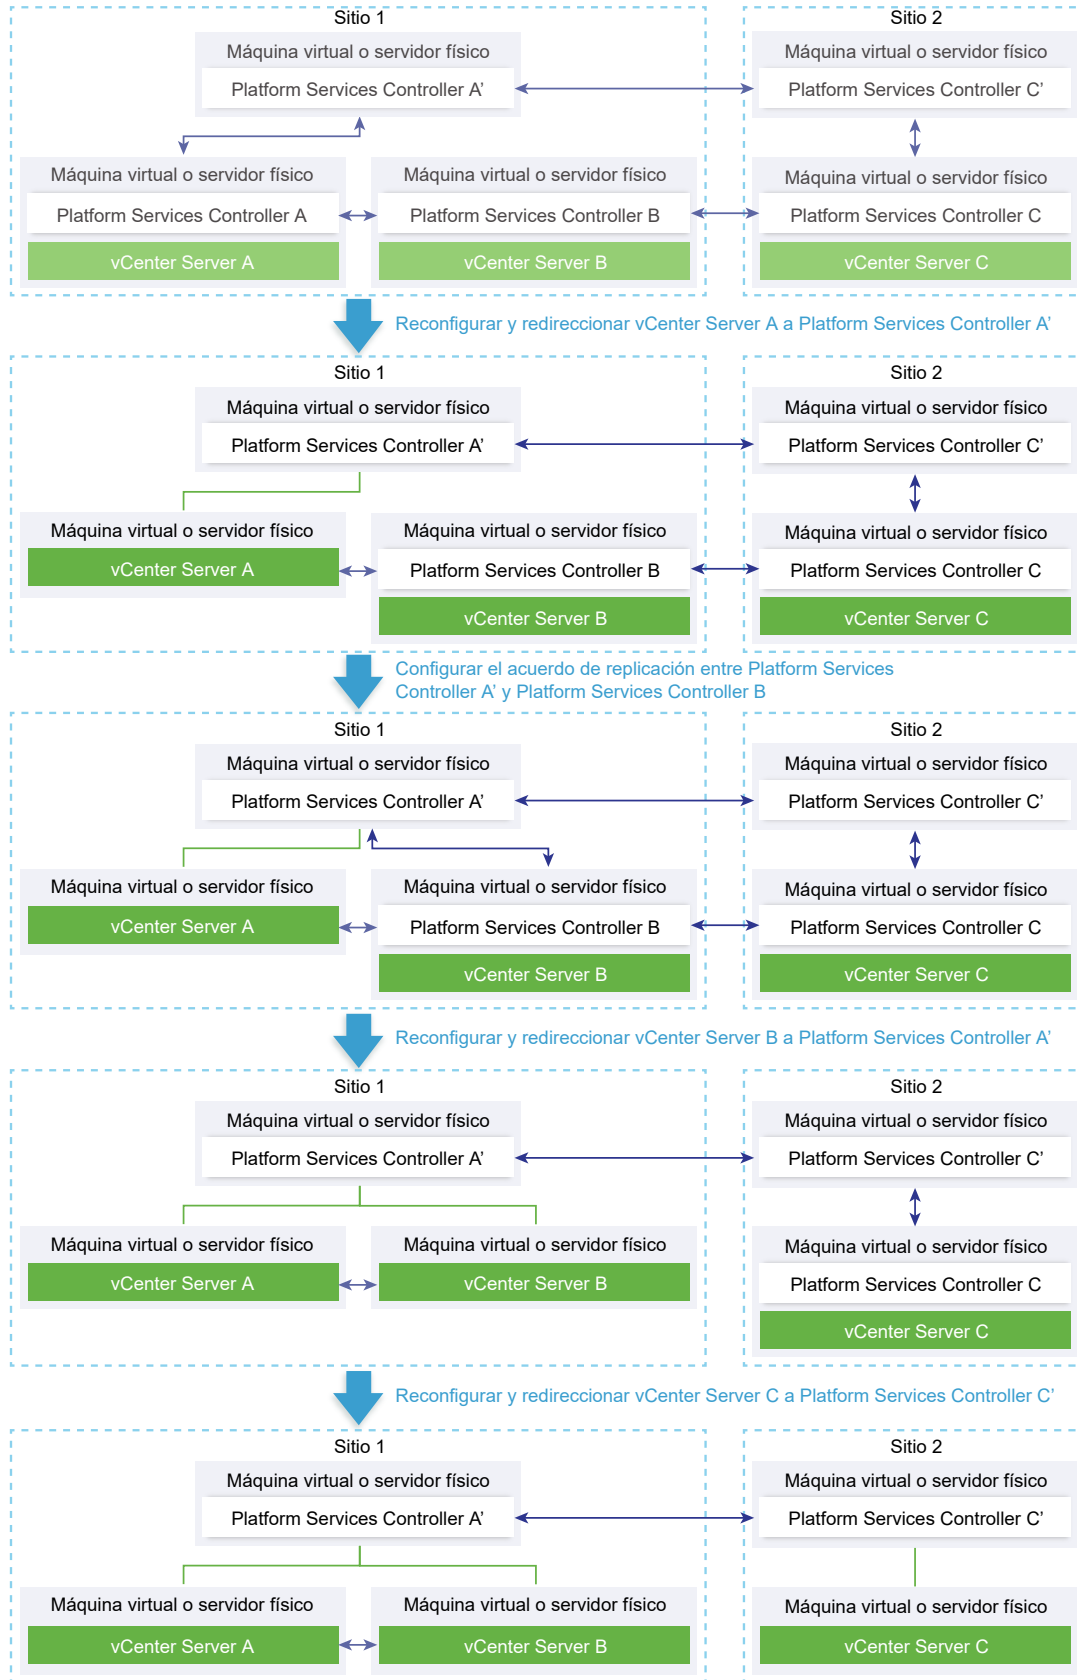 Sitio 1
Sitio 2
Máquina virtual o servidor físico
Máquina virtual o servidor físico
Platform Services Controller A’
Platform Services Controller C’
Máquina virtual o servidor físico
Máquina virtual o servidor físico
Máquina virtual o servidor físico
Platform Services Controller A
Platform Services Controller B
Platform Services Controller C
vCenter Server A
vCenter Server B
vCenter Server C
Reconfigurar y redireccionar vCenter Server A a Platform Services Controller A’
Sitio 1
Sitio 2
Máquina virtual o servidor físico
Máquina virtual o servidor físico
Platform Services Controller A’
Platform Services Controller C’
Máquina virtual o servidor físico
Máquina virtual o servidor físico
Máquina virtual o servidor físico
vCenter Server A
Platform Services Controller B
Platform Services Controller C
vCenter Server B
vCenter Server C
Configurar el acuerdo de replicación entre Platform Services
Controller A’ y Platform Services Controller B
Sitio 1
Sitio 2
Máquina virtual o servidor físico
Máquina virtual o servidor físico
Platform Services Controller A’
Platform Services Controller C’
Máquina virtual o servidor físico
Máquina virtual o servidor físico
Máquina virtual o servidor físico
vCenter Server A
Platform Services Controller B
Platform Services Controller C
vCenter Server B
vCenter Server C
Reconfigurar y redireccionar vCenter Server B a Platform Services Controller A’
Sitio 1
Sitio 2
Máquina virtual o servidor físico
Máquina virtual o servidor físico
Platform Services Controller A’
Platform Services Controller C’
Máquina virtual o servidor físico
Máquina virtual o servidor físico
Máquina virtual o servidor físico
vCenter Server A
vCenter Server B
Platform Services Controller C
vCenter Server C
Reconfigurar y redireccionar vCenter Server C a Platform Services Controller C’
Sitio 1
Sitio 2
Máquina virtual o servidor físico
Máquina virtual o servidor físico
Platform Services Controller A’
Platform Services Controller C’
Máquina virtual o servidor físico
Máquina virtual o servidor físico
Máquina virtual o servidor físico
vCenter Server A
vCenter Server B
vCenter Server C